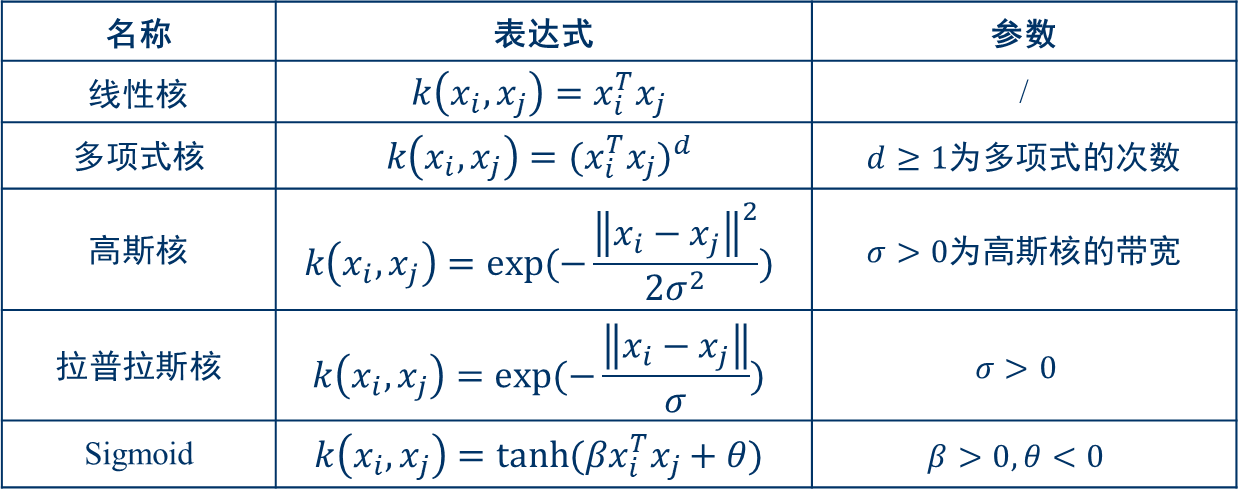 名称 表达式 参数
线性核 k(x_i, x_j) = x_i^T x_j /
多项式核 k(x_i, x_j) = (x_i^T x_j)^d d ≥ 1为多项式的次数
高斯核 k(x_i, x_j) = exp(−‖x_i − x_j‖^2 / 2σ^2) σ > 0为高斯核的带宽
拉普拉斯核 k(x_i, x_j) = exp(−‖x_i − x_j‖ / σ) σ > 0
Sigmoid k(x_i, x_j) = tanh(βx_i^T x_j + θ) β > 0, θ < 0